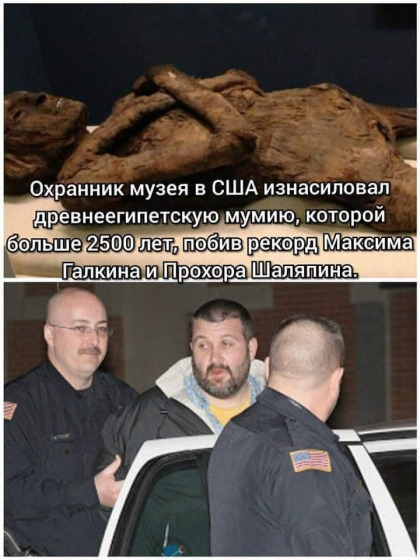 Охранник музея в США изнасиловал
древнеегипетскую мумию, которой
больше 2500 лет, побив рекорд Максима
Галкина и Прохора Шаляпина.